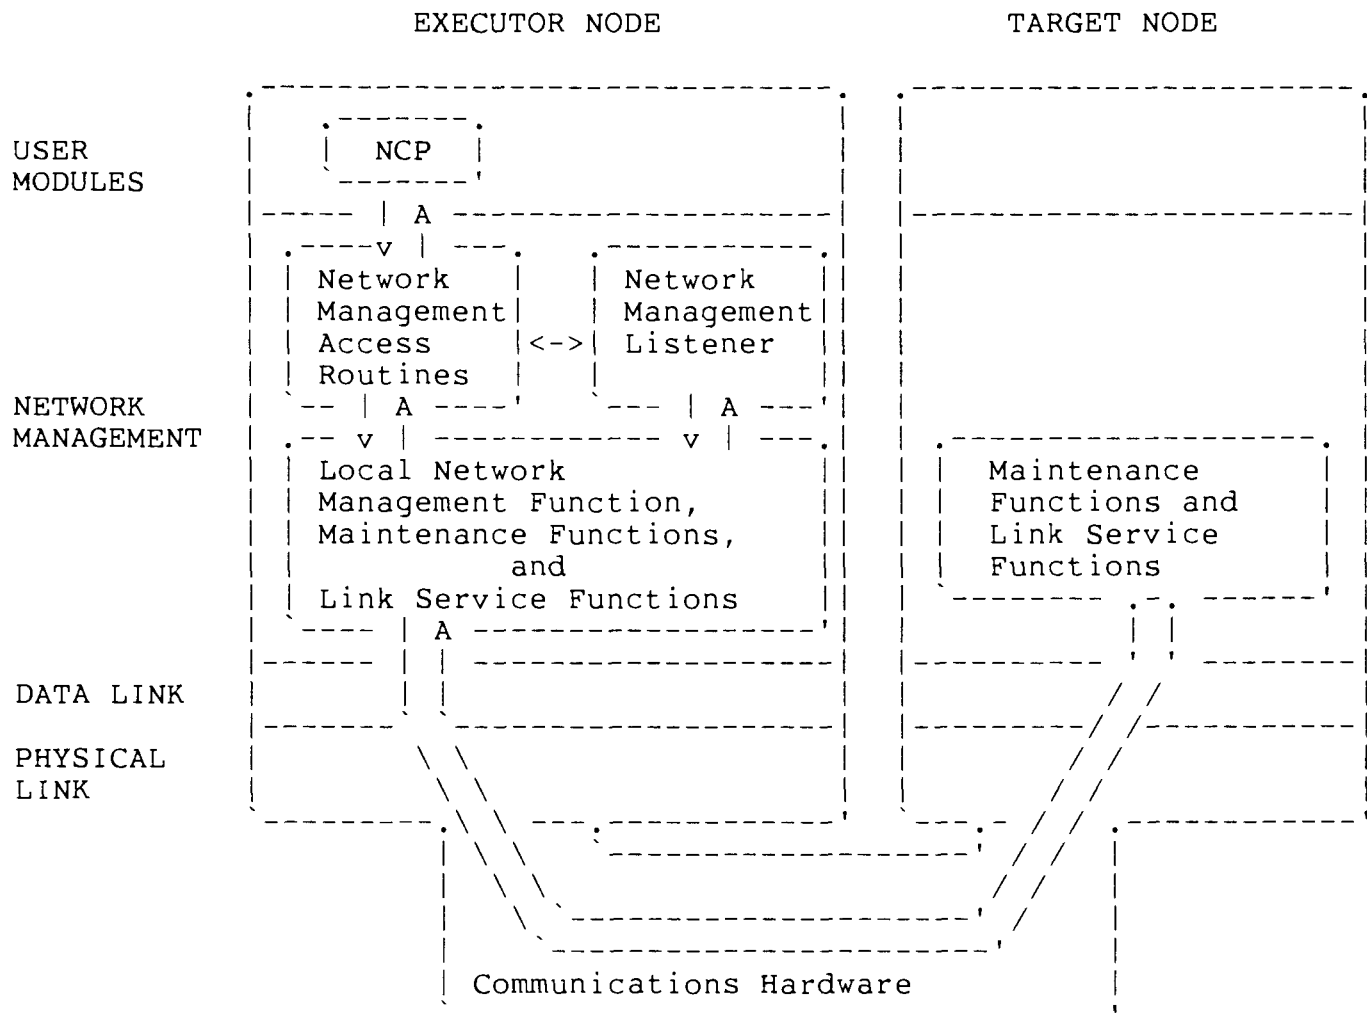 EXECUTOR NODE
TARGET NODE
USER
MODULES
NCP
Network
Management
Access
Routines
<->
Network
Management
Listener
NETWORK
MANAGEMENT
Local Network
Management Function,
Maintenance Functions,
and
Link Service Functions
Maintenance
Functions and
Link Service
Functions
DATA LINK
PHYSICAL
LINK
Communications Hardware